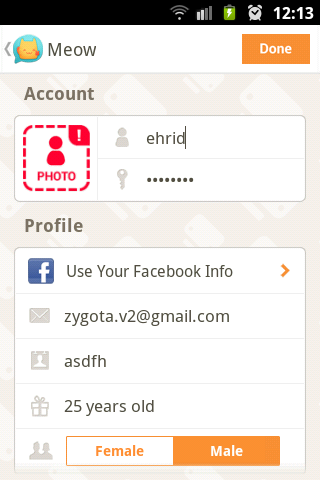 12:13
Meow
Done
Account
!
PHOTO
ehrid
••••••••
Profile
f
Use Your Facebook Info
zygota.v2@gmail.com
asdfh
25 years old
Female
Male